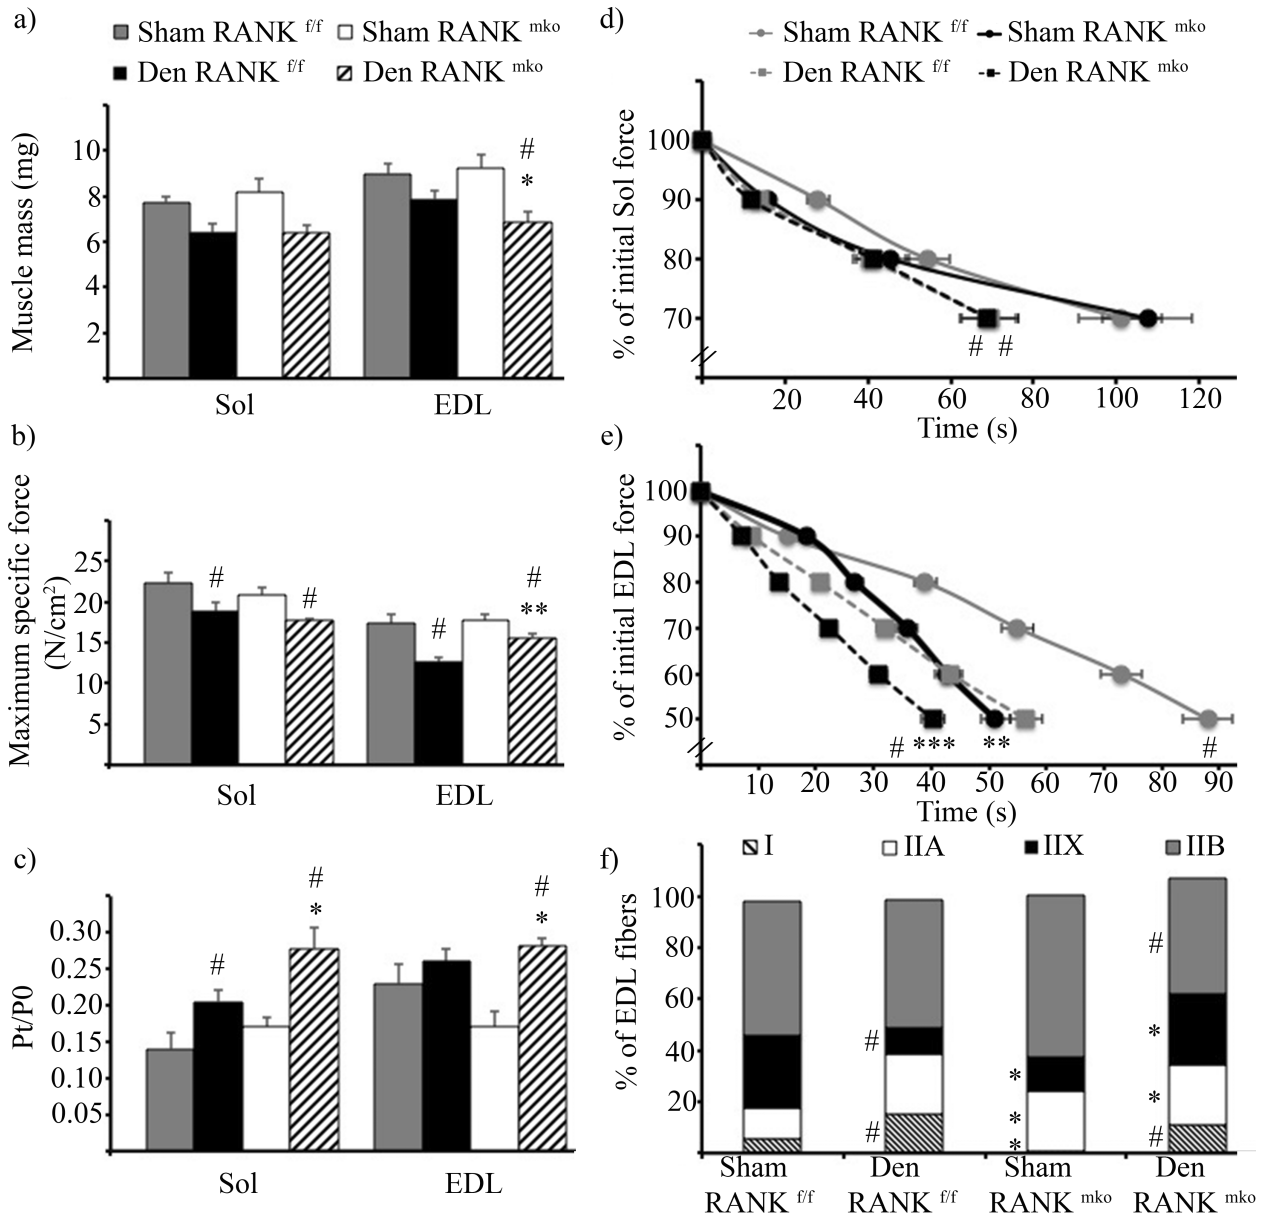 a)
Sham RANK f/f Sham RANK mko
Den RANK f/f Den RANK mko
Muscle mass (mg)
10
8
6
4
2
#
*
Sol EDL
b)
Maximum specific force
(N/cm2)
25
20
15
10
5
# # # #
**
Sol EDL
c)
Pt/P0
0.30
0.25
0.20
0.15
0.10
0.05
# # #
* *
Sol EDL
d)
Sham RANK f/f Sham RANK mko
Den RANK f/f Den RANK mko
% of initial Sol force
100
90
80
70
# #
20 40 60 80 100 120
Time (s)
e)
% of initial EDL force
100
90
80
70
60
50
# *** ** #
10 20 30 40 50 60 70 80 90
Time (s)
f)
I IIA IIX IIB
% of EDL fibers
100
80
60
40
20
#
#
*
*
*
#
*
*
#
Sham Den Sham Den
RANK f/f RANK f/f RANK mko RANK mko